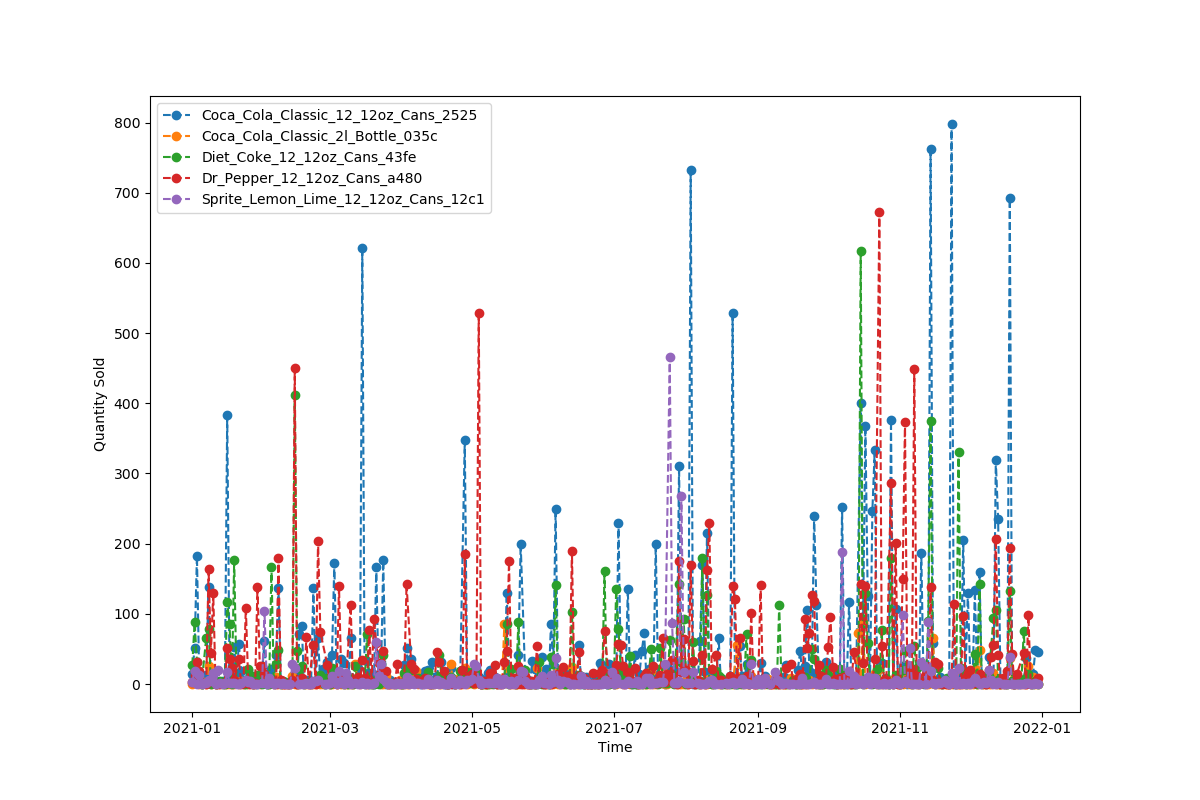 Coca_Cola_Classic_12_12oz_Cans_2525
Coca_Cola_Classic_2l_Bottle_035c
Diet_Coke_12_12oz_Cans_43fe
Dr_Pepper_12_12oz_Cans_a480
Sprite_Lemon_Lime_12_12oz_Cans_12c1
800
700
600
500
400
300
200
100
0
Quantity Sold
2021-01 2021-03 2021-05 2021-07 2021-09 2021-11 2022-01
Time